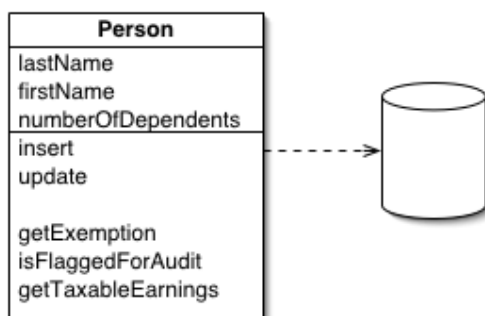 Person
lastName
firstName
numberOfDependents
insert
update
getExemption
isFlaggedForAudit
getTaxableEarnings